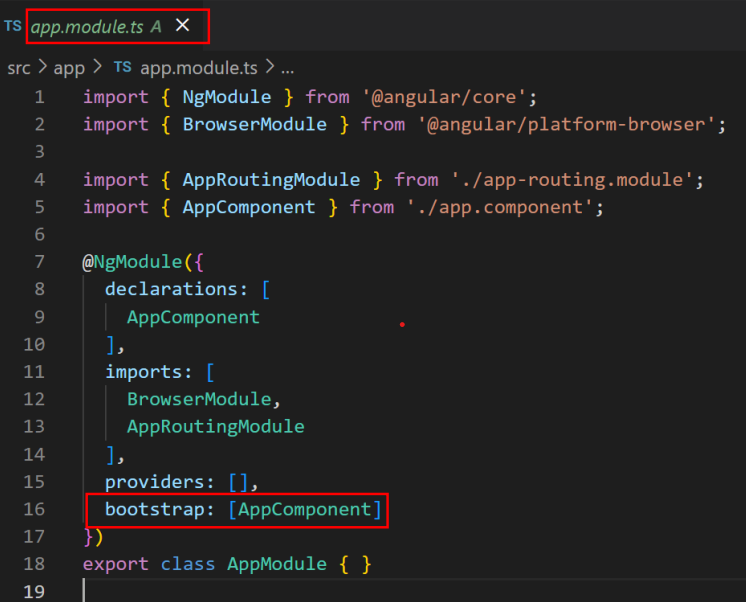 TS app.module.ts A ✕
src > app > TS app.module.ts > ...
1 import { NgModule } from '@angular/core';
2 import { BrowserModule } from '@angular/platform-browser';
3
4 import { AppRoutingModule } from './app-routing.module';
5 import { AppComponent } from './app.component';
6
7 @NgModule({
8   declarations: [
9     AppComponent
10   ],
11   imports: [
12     BrowserModule,
13     AppRoutingModule
14   ],
15   providers: [],
16   bootstrap: [AppComponent]
17 })
18 export class AppModule { }
19